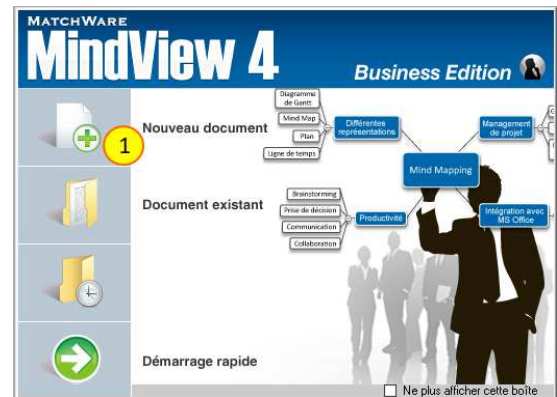 MATCHWARE
MindView 4
Business Edition
Nouveau document
1
Document existant
Démarrage rapide
Diagramme
de Gantt
Mind Map
Plan
Ligne de temps
Différentes
représentations
Management
de projet
Mind Mapping
Brainstorming
Prise de décision
Communication
Collaboration
Productivité
Intégration avec
MS Office
Ne plus afficher cette boîte